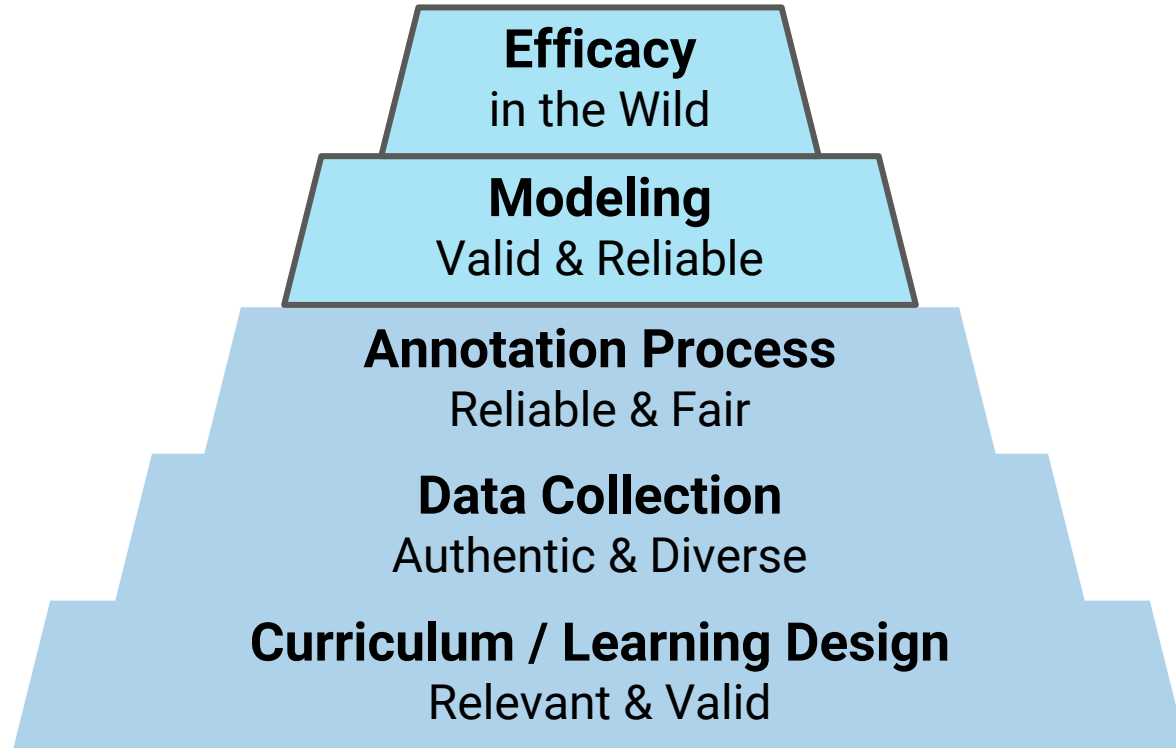 Efficacy
in the Wild
Modeling
Valid & Reliable
Annotation Process
Reliable & Fair
Data Collection
Authentic & Diverse
Curriculum / Learning Design
Relevant & Valid